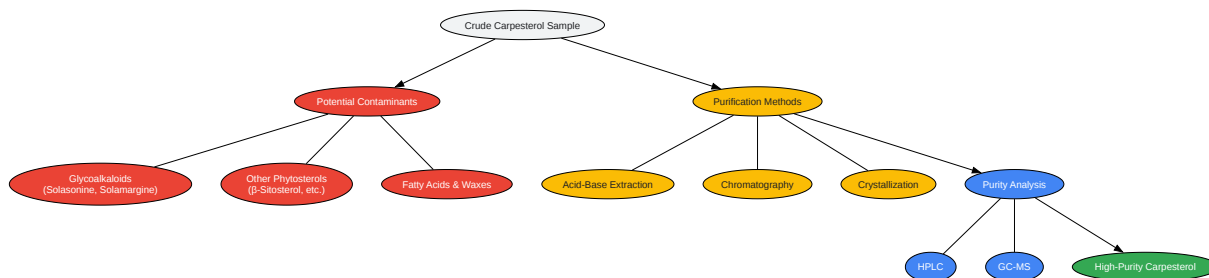 Crude Carpesterol Sample
Potential Contaminants
Purification Methods
Glycoalkaloids
(Solasonine, Solamargine)
Other Phytosterols
(β-Sitosterol, etc.)
Fatty Acids & Waxes
Acid-Base Extraction
Chromatography
Crystallization
Purity Analysis
HPLC
GC-MS
High-Purity Carpesterol